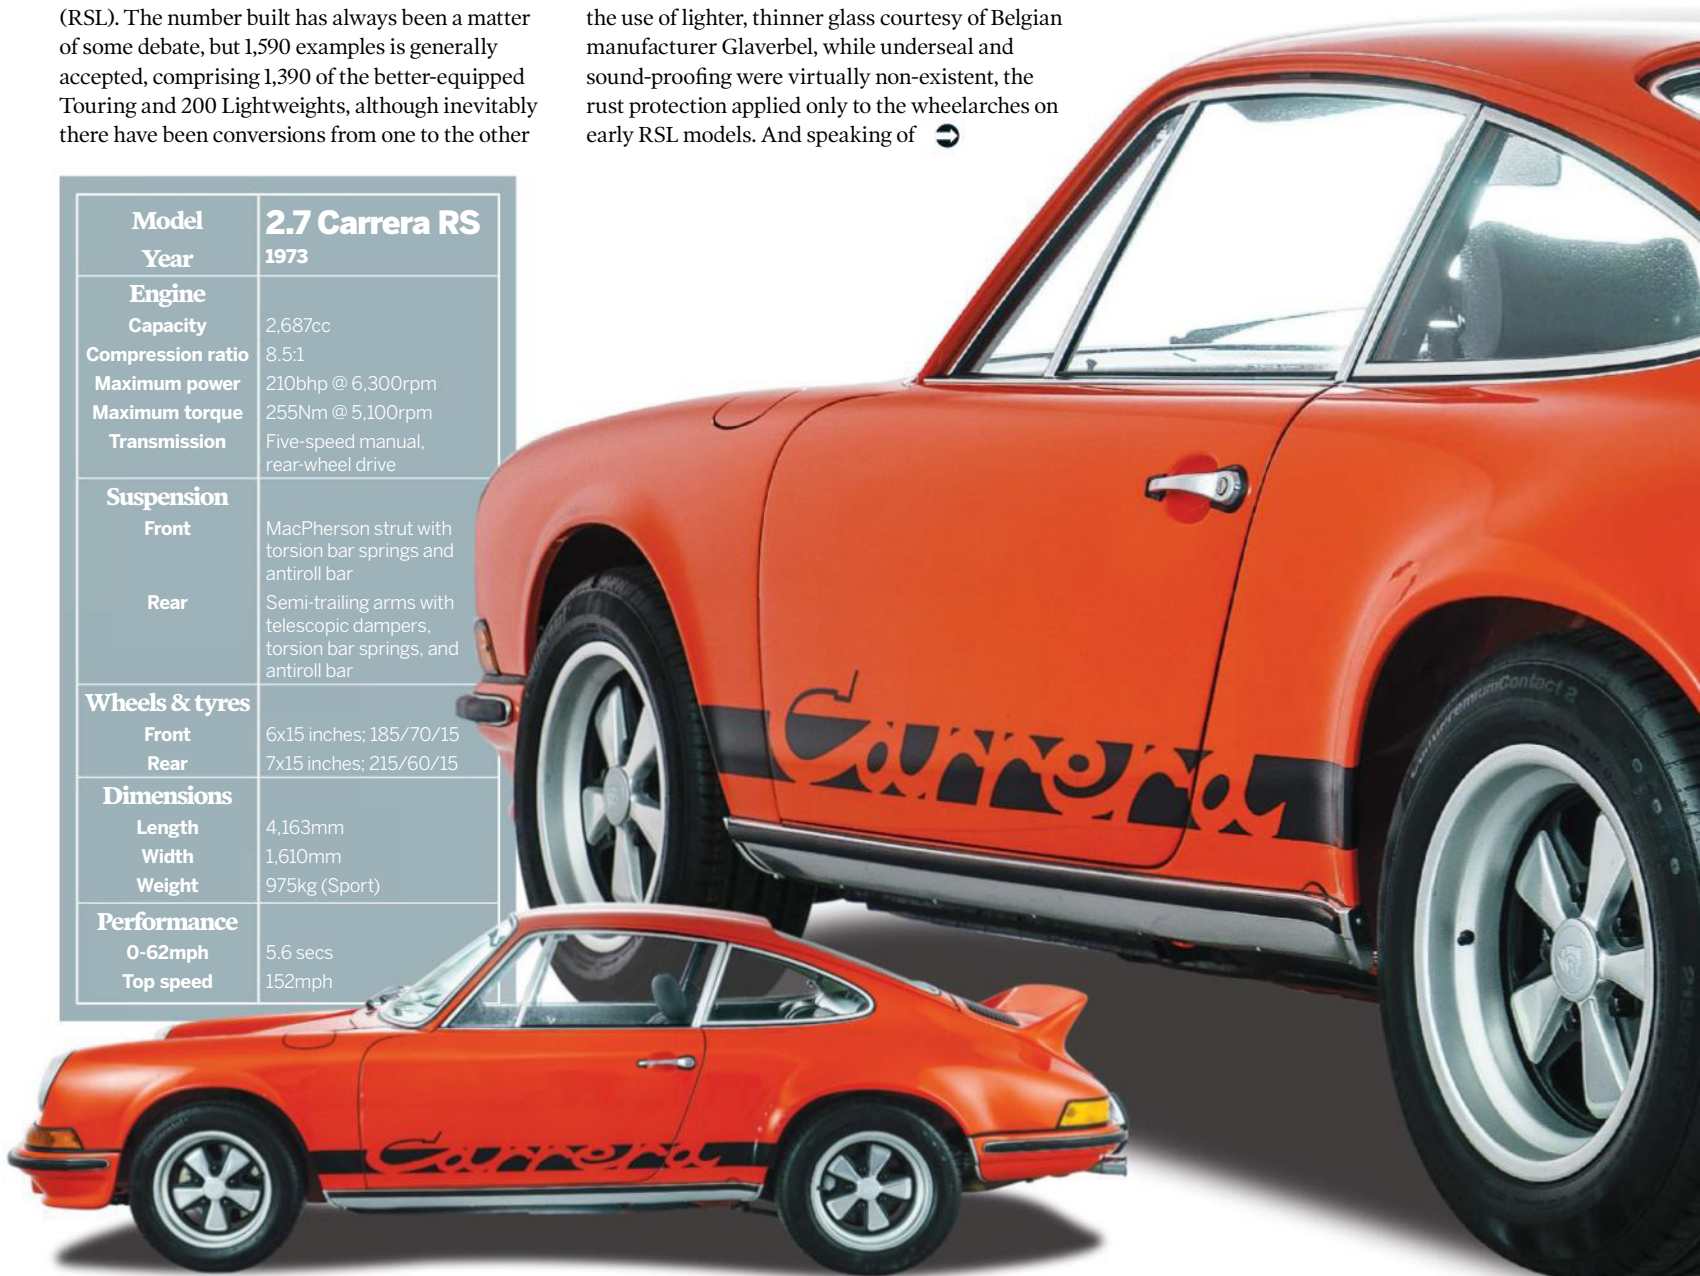 (RSL). The number built has always been a matter
of some debate, but 1,590 examples is generally
accepted, comprising 1,390 of the better-equipped
Touring and 200 Lightweights, although inevitably
there have been conversions from one to the other
the use of lighter, thinner glass courtesy of Belgian
manufacturer Glaverbel, while underseal and
sound-proofing were virtually non-existent, the
rust protection applied only to the wheelarches on
early RSL models. And speaking of
Model 2.7 Carrera RS
Year 1973
Engine
Capacity 2,687cc
Compression ratio 8.5:1
Maximum power 210bhp @ 6,300rpm
Maximum torque 255Nm @ 5,100rpm
Transmission Five-speed manual,
rear-wheel drive
Suspension
Front MacPherson strut with
torsion bar springs and
antiroll bar
Rear Semi-trailing arms with
telescopic dampers,
torsion bar springs, and
antiroll bar
Wheels & tyres
Front 6x15 inches; 185/70/15
Rear 7x15 inches; 215/60/15
Dimensions
Length 4,163mm
Width 1,610mm
Weight 975kg (Sport)
Performance
0-62mph 5.6 secs
Top speed 152mph
Carrera
Carrera